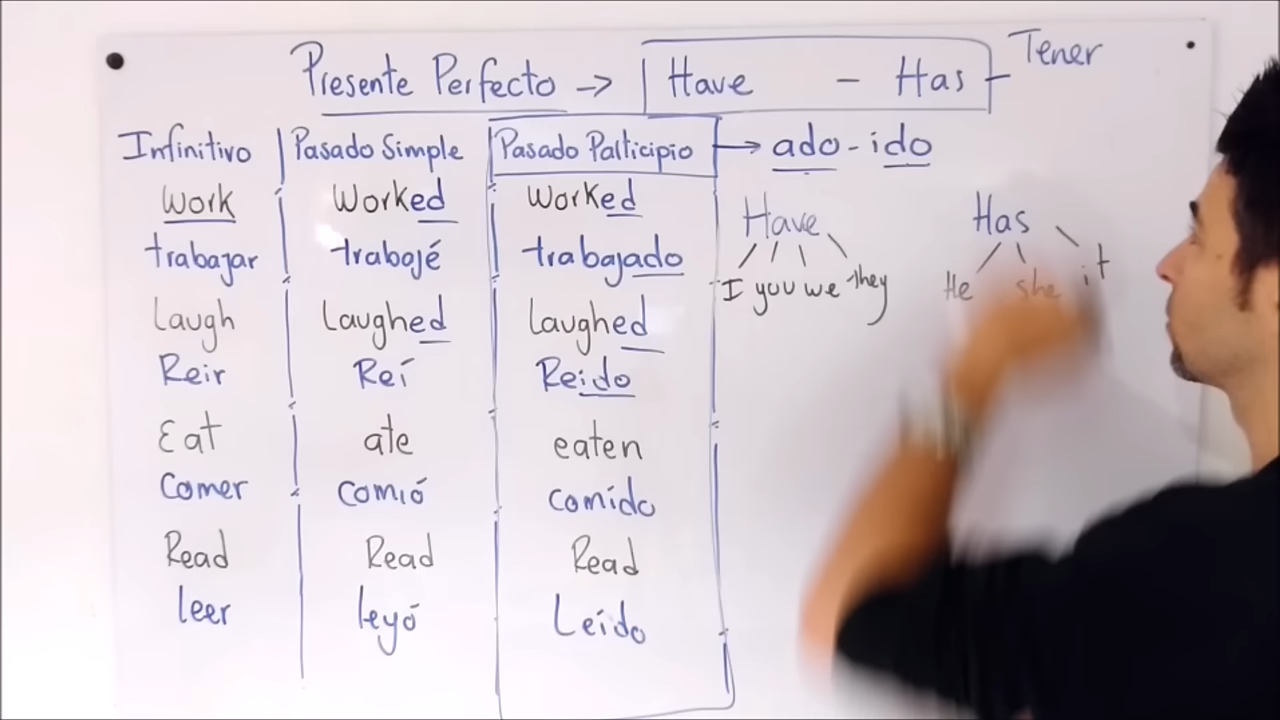 Presente Perfecto → Have - Has - Tener
Infinitivo Pasado Simple Pasado Participio → ado - ido
Work Worked Worked
trabajar trabajé trabajado
Have Has
I you we they He she it
Laugh Laughed Laughed
Reir Reí Reido
Eat ate eaten
Comer comió comido
Read Read Read
leer leyó Leído